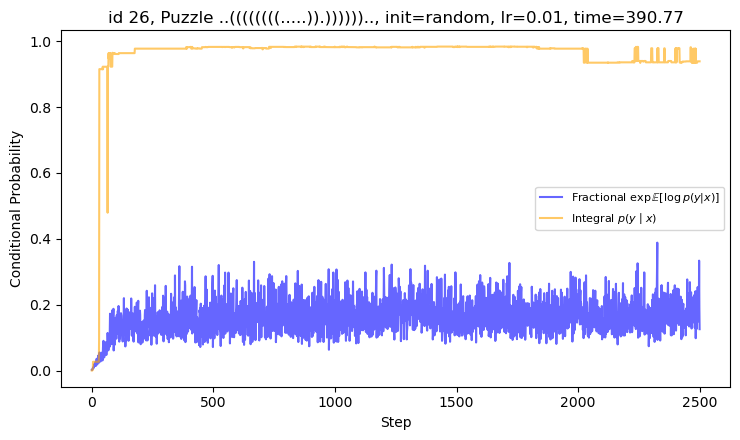 id 26, Puzzle ..((((((((.....)).)))))).., init=random, lr=0.01, time=390.77
Conditional Probability
1.0
0.8
0.6
0.4
0.2
0.0
Fractional exp𝔼[log p(y|x)]
Integral p(y | x)
0 500 1000 1500 2000 2500
Step